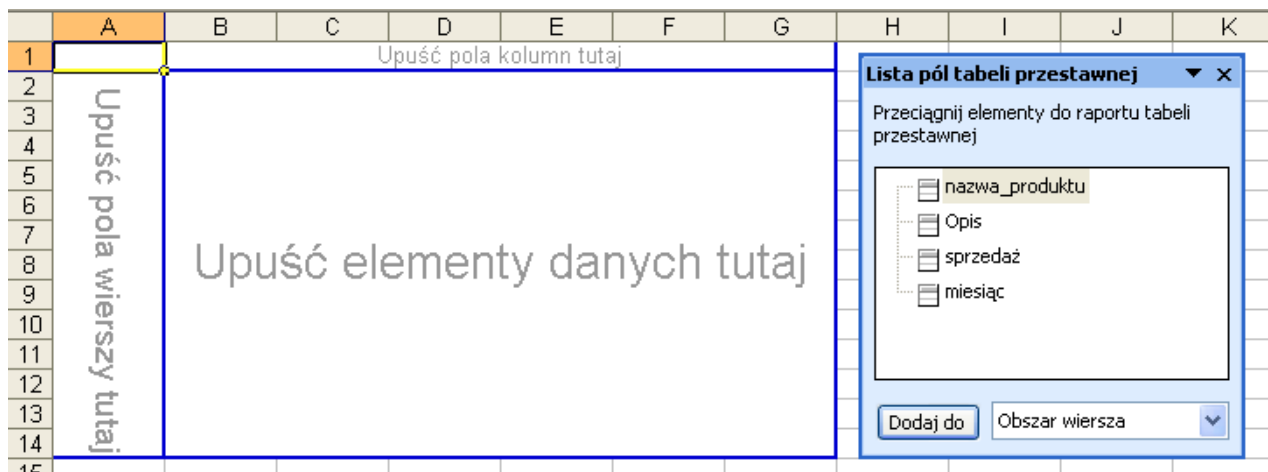 A B C D E F G H I J K
1 Upuść pola kolumn tutaj
2
3
4
5
6
7
8
9
10
11
12
13
14
15
Upuść pola wierszy tutaj
Upuść elementy danych tutaj
Lista pól tabeli przestawnej
Przeciągnij elementy do raportu tabeli
przestawnej
nazwa_produktu
Opis
sprzedaż
miesiąc
Dodaj do Obszar wiersza